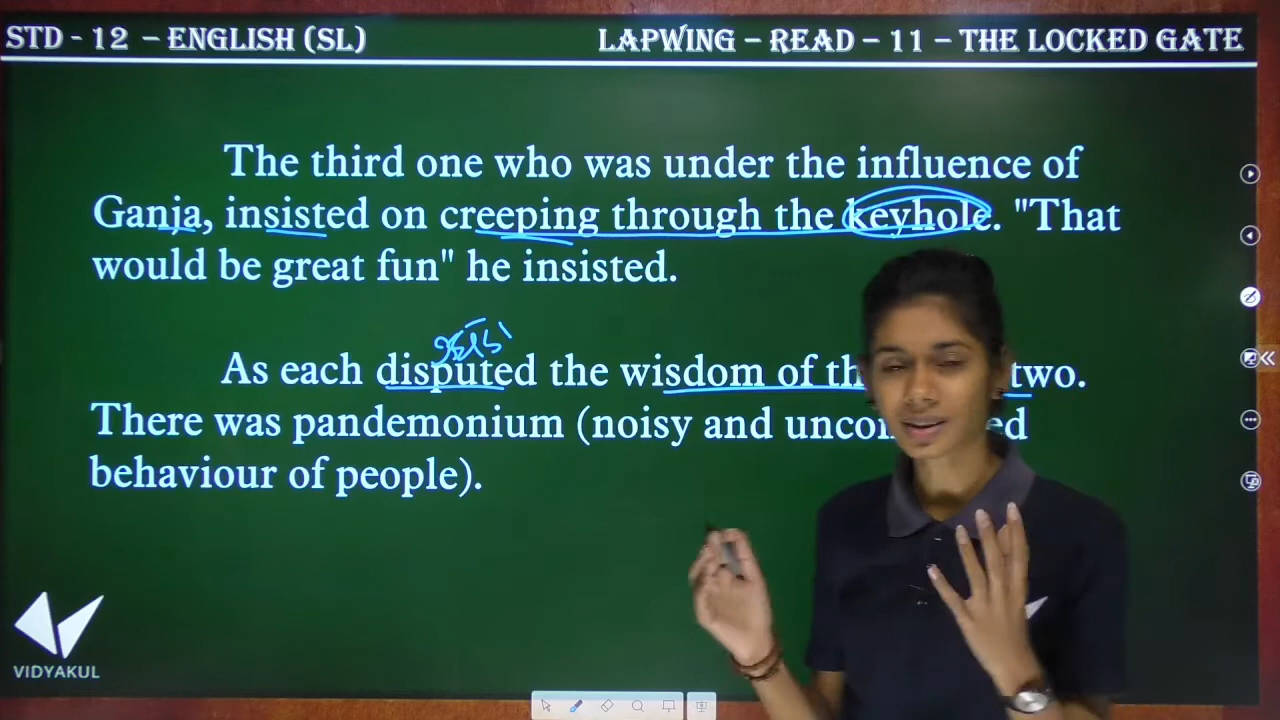 STD - 12 – ENGLISH (SL)
LAPWING – READ – 11 – THE LOCKED GATE
The third one who was under the influence of
Ganja, insisted on creeping through the keyhole. "That
would be great fun" he insisted.
As each disputed the wisdom of two.
There was pandemonium (noisy and
behaviour of people).
VIDYAKUL